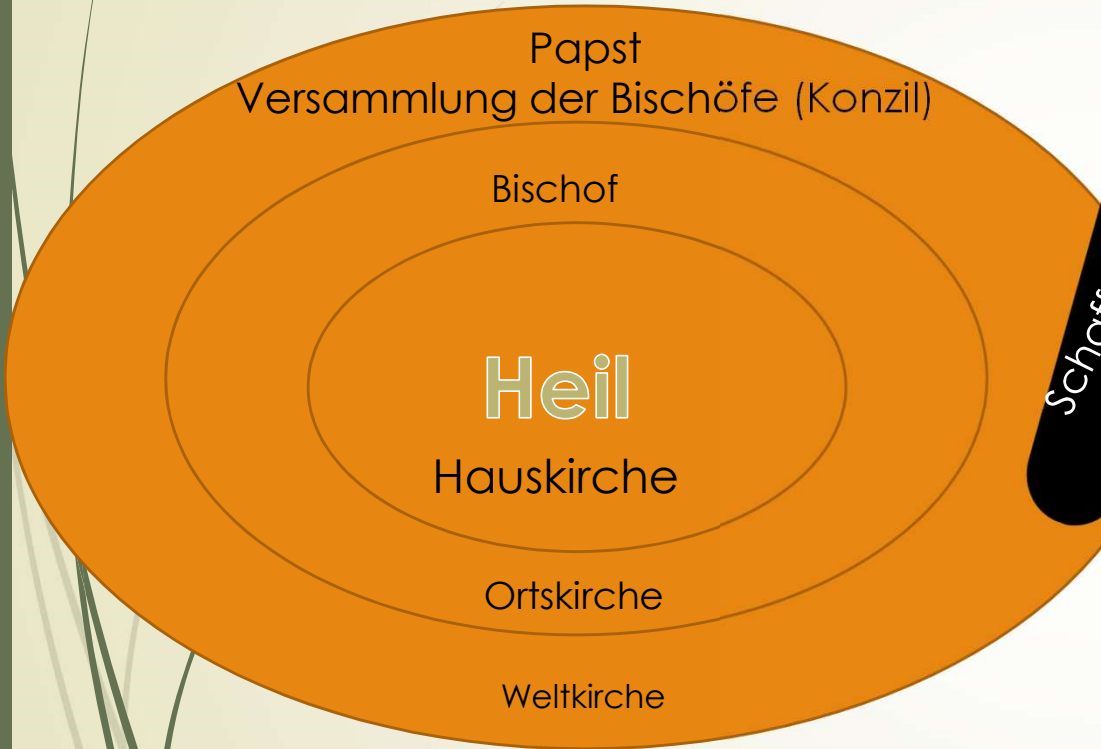 Papst
Versammlung der Bischöfe (Konzil)
Bischof
Heil
Hauskirche
Ortskirche
Weltkirche